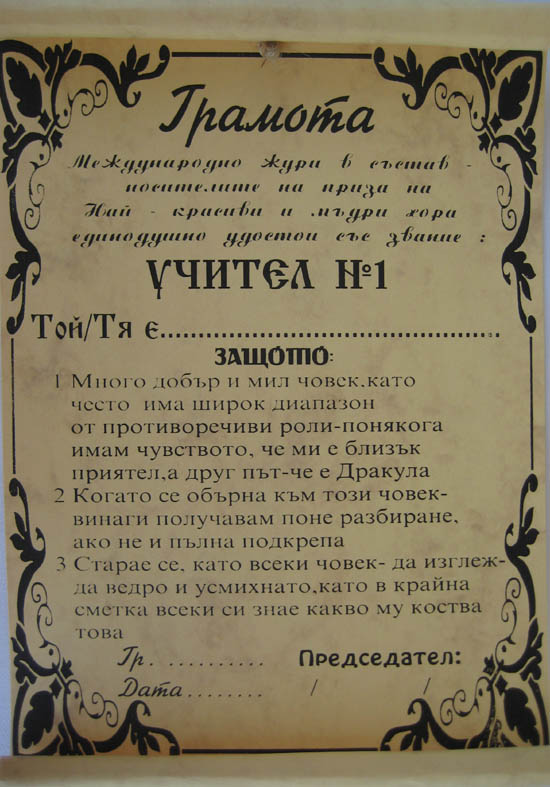 Грамота
Международно жури в състав -
носителите на приза на
Най - красиви и мъдри хора
единодушно удостои със звание :
УЧИТЕЛ №1
Той/Тя е.............................................
ЗАЩОТО:
1 Много добър и мил човек.като
често има широк диапазон
от противоречиви роли-понякога
имам чувството, че ми е близък
приятел,а друг път-че е Дракула
2 Когато се обърна към този човек-
винаги получавам поне разбиране,
ако не и пълна подкрепа
3 Старае се, като всеки човек- да изглеж-
да ведро и усмихнато,като в крайна
сметка всеки си знае какво му коства
това
Гр. .......... Председател:
Дата........ / /